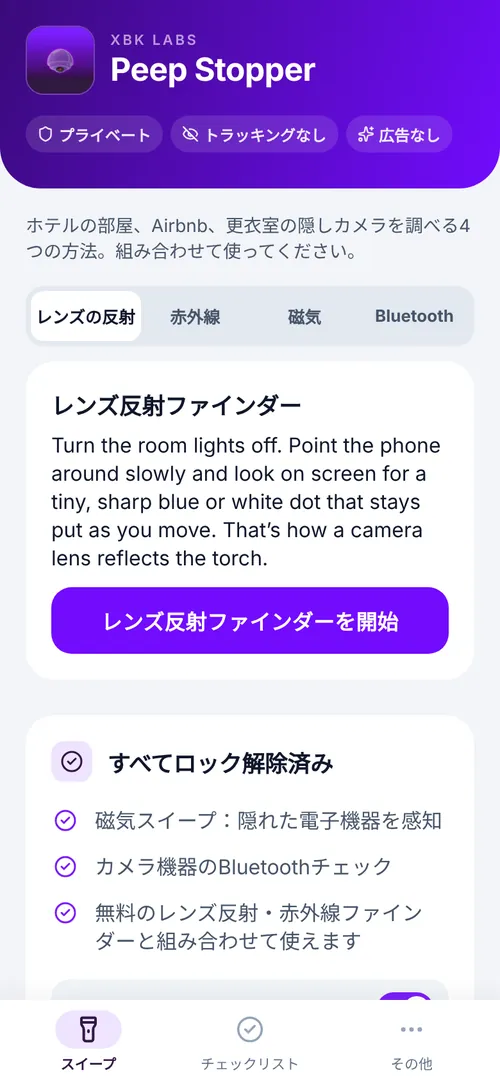 XBK LABS
Peep Stopper
プライベート
トラッキングなし
広告なし
ホテルの部屋、Airbnb、更衣室の隠しカメラを調べる4
つの方法。組み合わせて使ってください。
レンズの反射
赤外線
磁気
Bluetooth
レンズ反射ファインダー
Turn the room lights off. Point the phone
around slowly and look on screen for a
tiny, sharp blue or white dot that stays
put as you move. That’s how a camera
lens reflects the torch.
レンズ反射ファインダーを開始
すべてロック解除済み
磁気スイープ：隠れた電子機器を感知
カメラ機器のBluetoothチェック
無料のレンズ反射・赤外線ファイン
ダーと組み合わせて使えます
スイープ
チェックリスト
その他